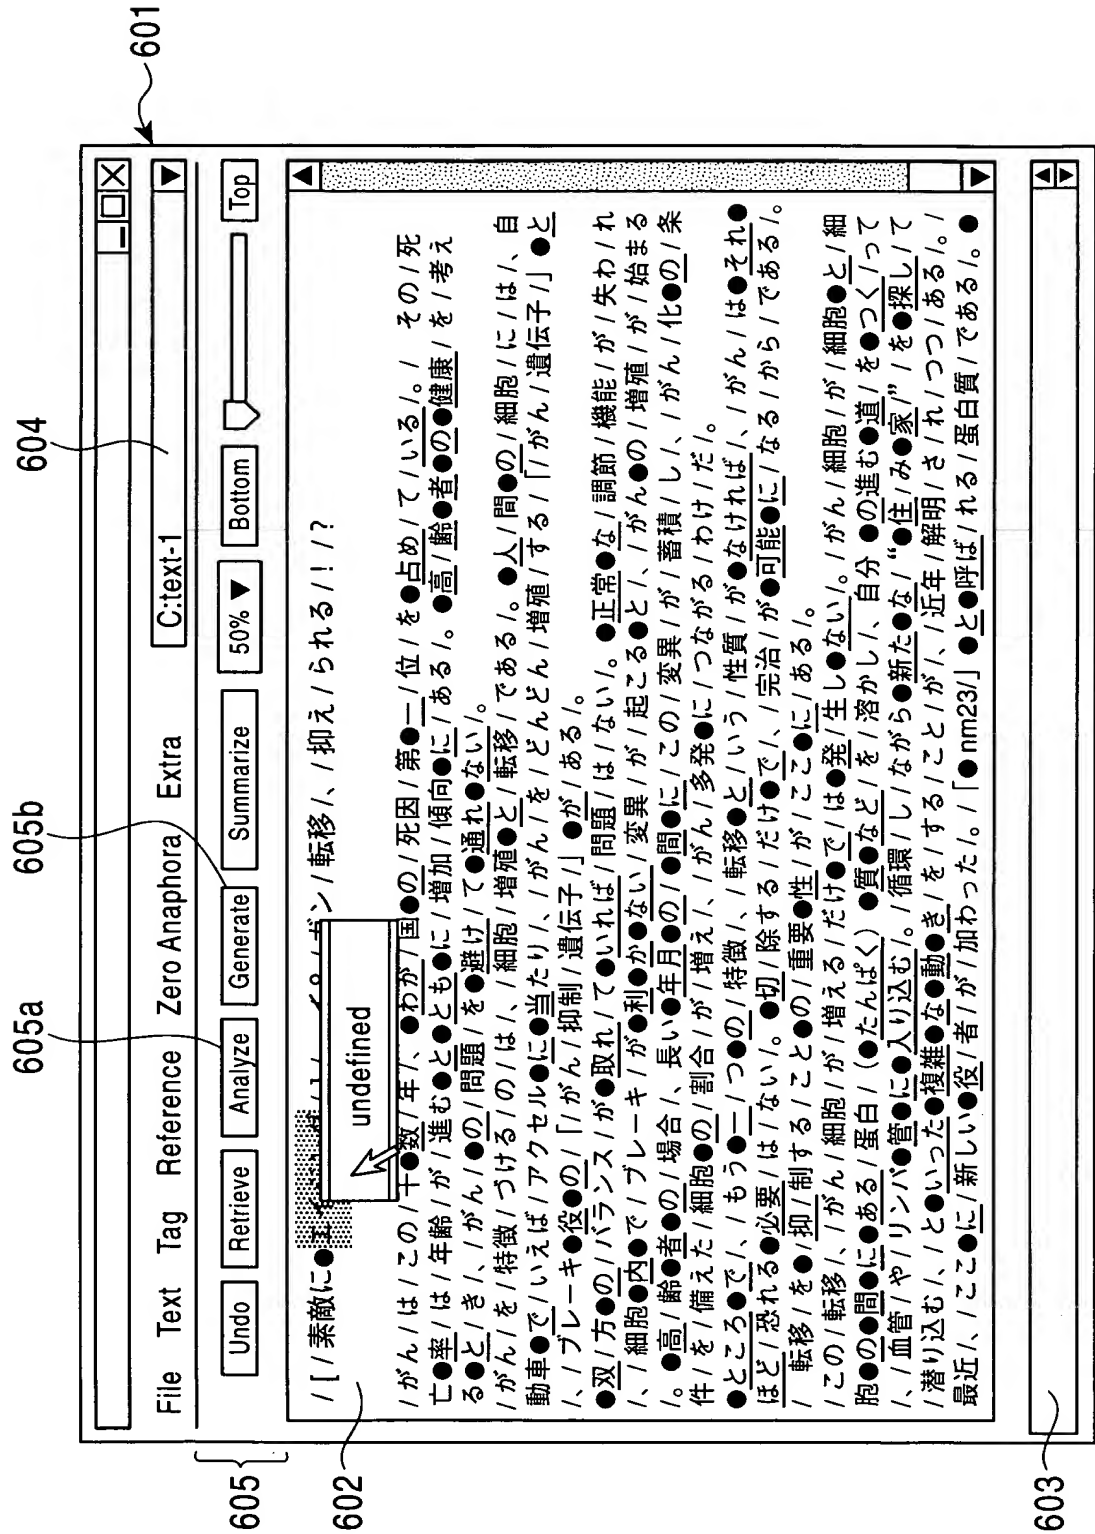 601
604
605a
605b
File Text Tag Reference Zero Anaphora Extra
C:text-1
605
Undo Retrieve Analyze Generate Summarize 50% Bottom Top
602
/[/素敵に● /ガン/転移/、/抑え/られる/!/?
undefined
/がん/は/この/十●数/年/、●わが/国●の/死因/第●一/位/を●占め/て/いる/。/ その/死
亡●率/は/年齢/が/進む●と●とも●に/増加/傾向●に/ある/。●高/齢●者●の●健康/を/考え
る●と/き/、/がん/●の/問題/を●避け/て●通れ●ない/。
/がん/を/特徴/づける/の/は/、/細胞/増殖●と/転移/である/。●人/間●の/細胞/に/は/、自
動車●で/いえば/アクセル●に●当たり/、/がん/を/どんどん/増殖/する/「/がん/遺伝子/」●と
/、/ブレーキ●役●の/「/がん/抑制/遺伝子/」●が/ある/。
●双/方●の/バランス/が●取れ/て●いれば/問題/は/ない/。●正常●な/調節/機能/が/失わ/れ
/、/細胞●内●で/ブレーキ/が●利●か●ない/変異/が/起こる●と/、/がん●の/増殖/が/始まる
/。●高/齢●者●の/場合/、長い●年月●の/●間●に/この/変異/が/蓄積/し/、/がん/化●の/条
件/を/備えた/細胞●の/割合/が/増え/、/がん/多発●に/つながる/わけ/だ/。
●ところ●で/、/もう●一/つ●の/特徴/、/転移●と/いう/性質/が●なければ/、/がん/は●それ●
ほど/恐れる●必要/は/ない/。●切/除する/だけ●で/、/完治/が●可能●に/なる/から/である/。
/転移/を●/抑/制する/こと●の/重要●性/が/ここ●に/ある/。
/この/転移/、/がん/細胞/が/増える/だけ●で/は●発/生し●ない/。/がん/細胞/が/細胞●と/細
胞●の●間●に●ある/蛋白/(●たんぱく)●質●など/を/溶かし/、自分●の進む●道/を●つく/って
/、/血管/や/リンパ●管●に●入り込む/。/循環/し/ながら●新た●な/“●住/み●家/”/を●探し/て
/潜り込む/、/と●いった●複雑●な●動●き/を/する/こと/が/、/近年/解明/さ/れ/つつ/ある/。/
最近/、/ここ●に/新しい●役/者/が/加わった/。/「●nm23/」●と●呼ば/れる/蛋白質/である/。●
603